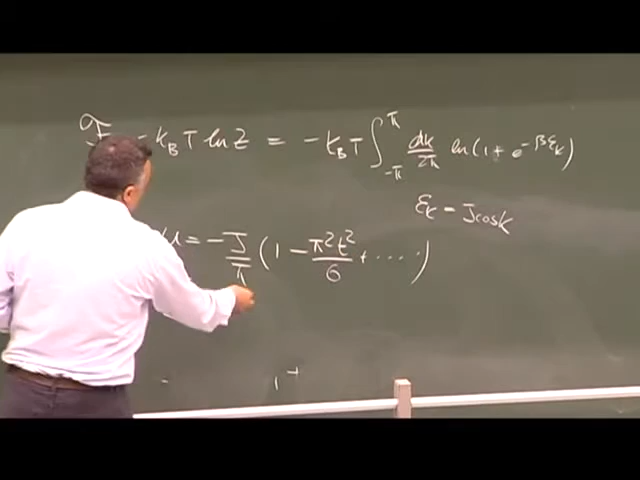 F = -k_B T ln Z = -k_B T ∫_{-π}^{π} dk/2π ln(1 + e^{-βε_k})
ε_k = J cos k
u = -J/π (1 - π²t²/6 + ....)